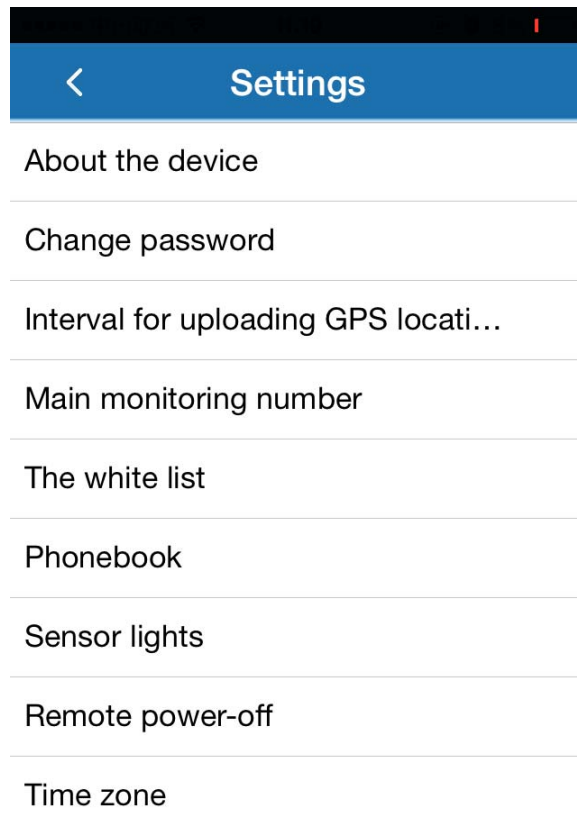 Settings
About the device
Change password
Interval for uploading GPS locati...
Main monitoring number
The white list
Phonebook
Sensor lights
Remote power-off
Time zone